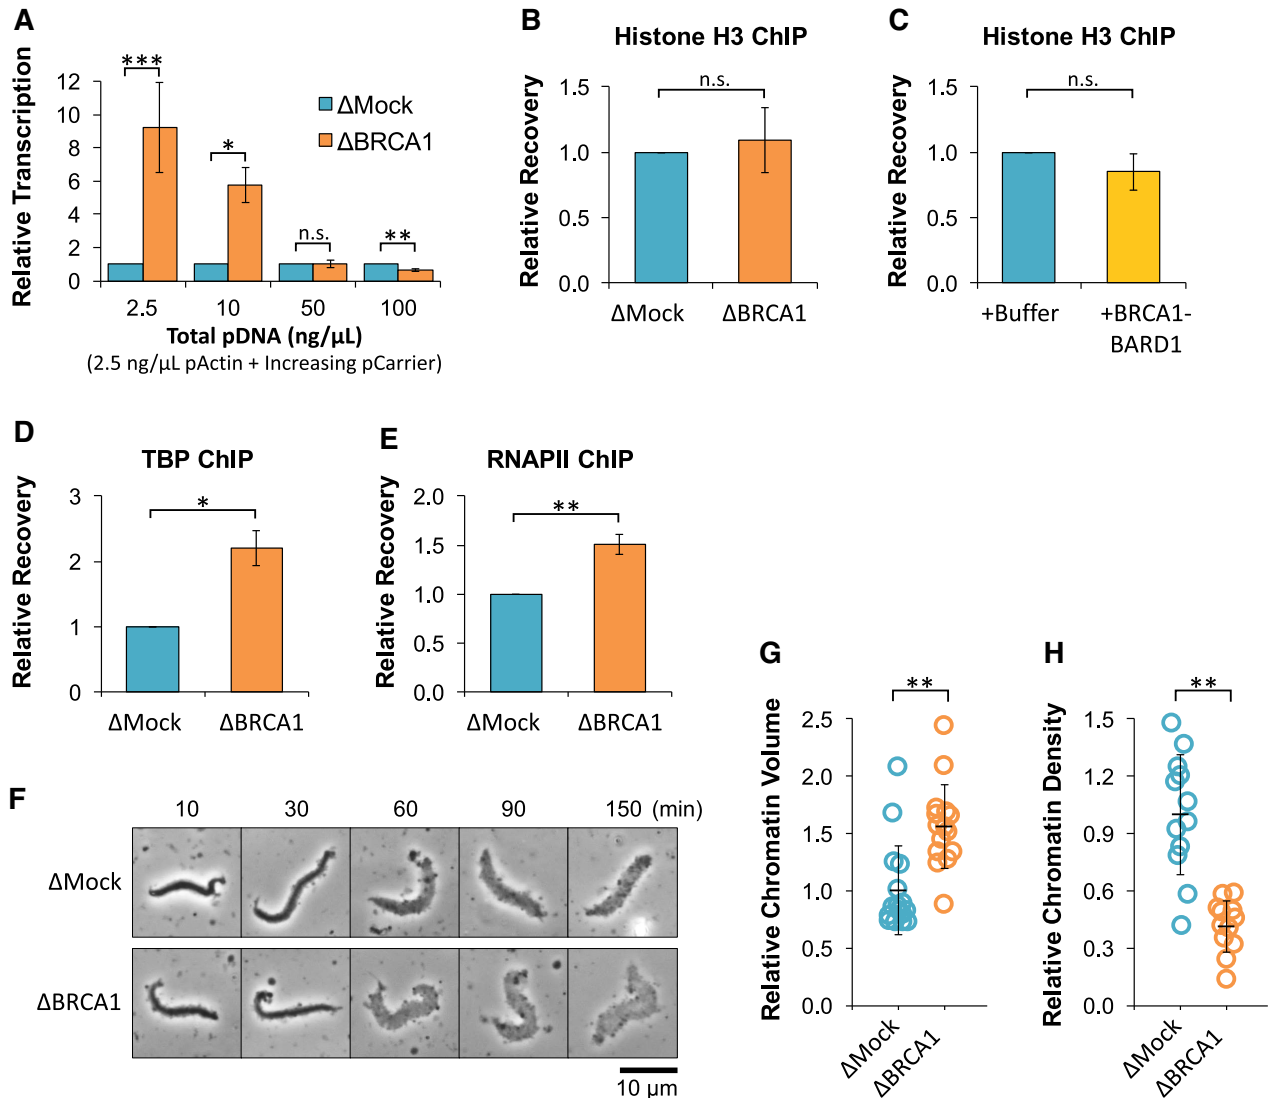 A
Relative Transcription
***
*
n.s.
**
12
10
8
6
4
2
0
ΔMock
ΔBRCA1
2.5 10 50 100
Total pDNA (ng/µL)
(2.5 ng/µL pActin + Increasing pCarrier)
B
Histone H3 ChIP
Relative Recovery
n.s.
1.5
1.0
0.5
0.0
ΔMock ΔBRCA1
C
Histone H3 ChIP
Relative Recovery
n.s.
1.5
1.0
0.5
0.0
+Buffer +BRCA1-
BARD1
D
TBP ChIP
Relative Recovery
*
3
2
1
0
ΔMock ΔBRCA1
E
RNAPII ChIP
Relative Recovery
**
2.0
1.5
1.0
0.5
0.0
ΔMock ΔBRCA1
F
10 30 60 90 150 (min)
ΔMock
ΔBRCA1
10 µm
G
Relative Chromatin Volume
**
2.5
2.0
1.5
1.0
0.5
0.0
ΔMock
ΔBRCA1
H
Relative Chromatin Density
**
1.5
1.2
0.9
0.6
0.3
0.0
ΔMock
ΔBRCA1